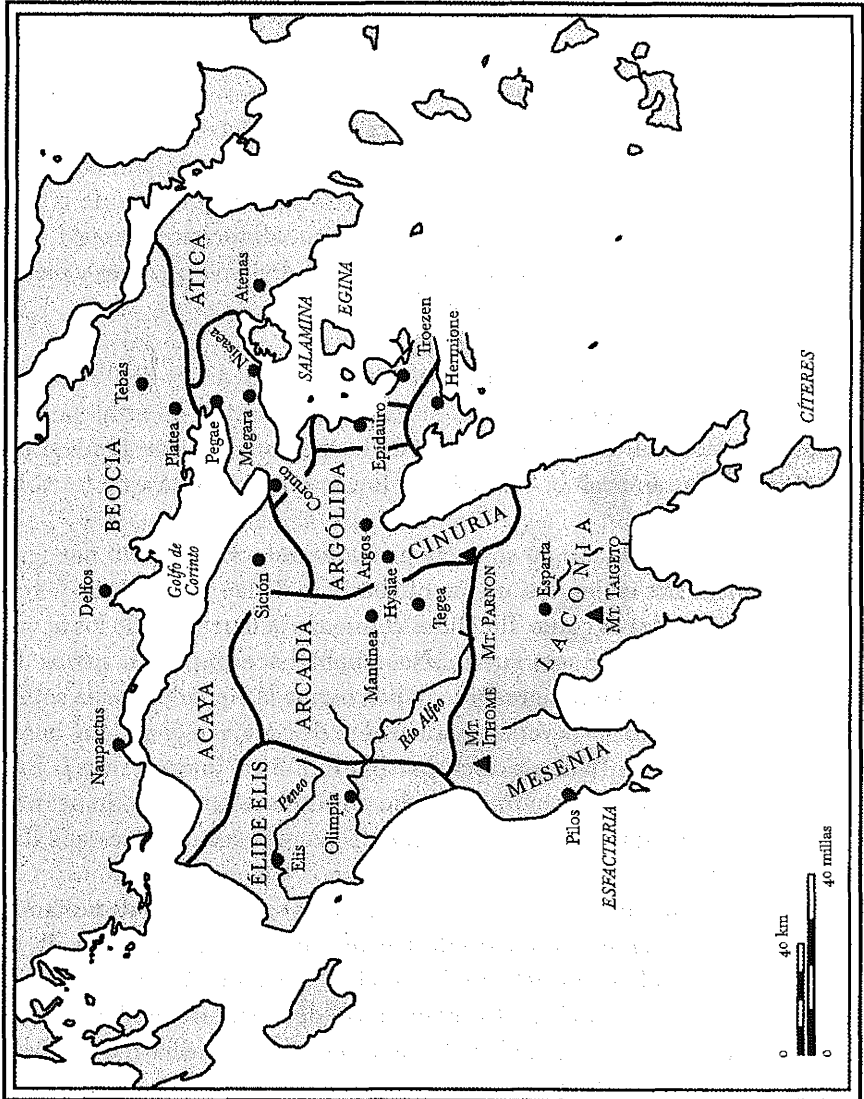 BEOCIA
Delfos
Tebas
Platea
Naupactus
Golfo de
Corinto
Pegae
Megara
Nisaea
ÁTICA
Atenas
SALAMINA
EGINA
ACAYA
Sición
Corinto
ÉLIDE ELIS
Peneo
Elis
Olimpia
ARCADIA
Mantinea
Tegea
Río Alfeo
ARGÓLIDA
Argos
Hysiae
Epidauro
Troezen
Hermione
CINURIA
MT. PARNON
MT.
ITHOME
MESENIA
Pilos
ESFACTERIA
LACONIA
Esparta
MT. TAIGETO
CÍTERES
0 40 km
0 40 millas